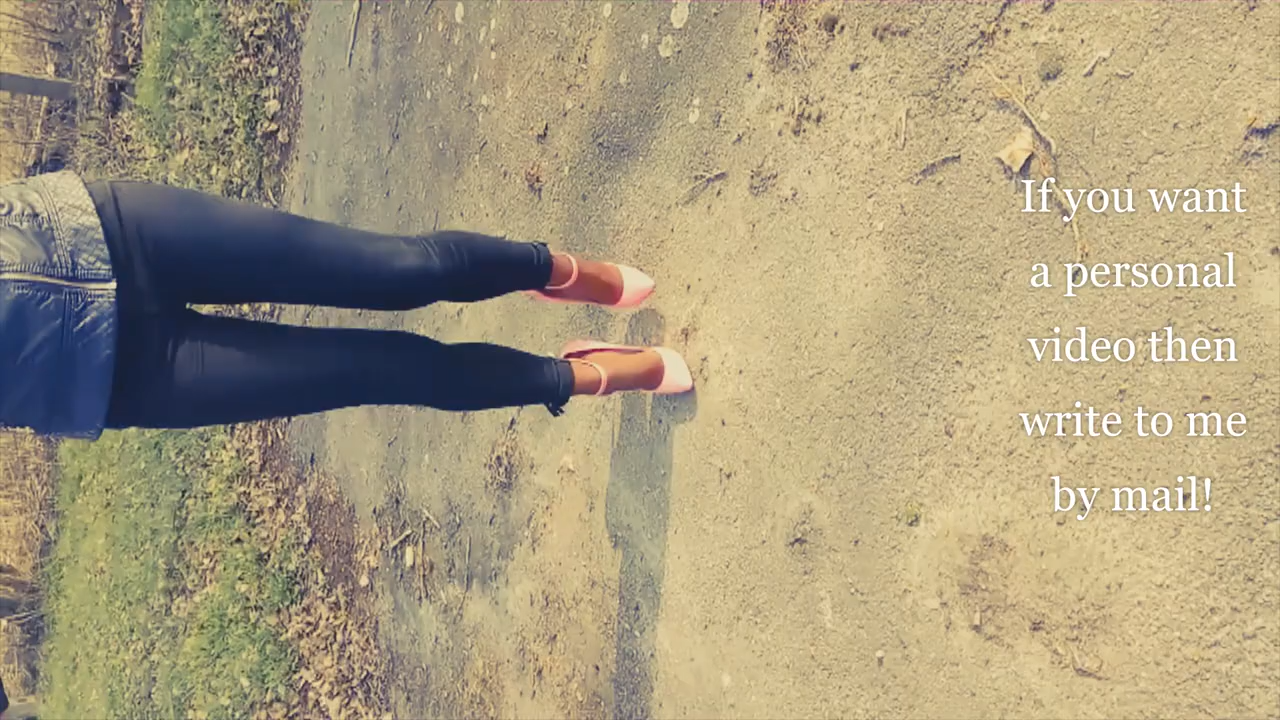 If you want
a personal
video then
write to me
by mail!